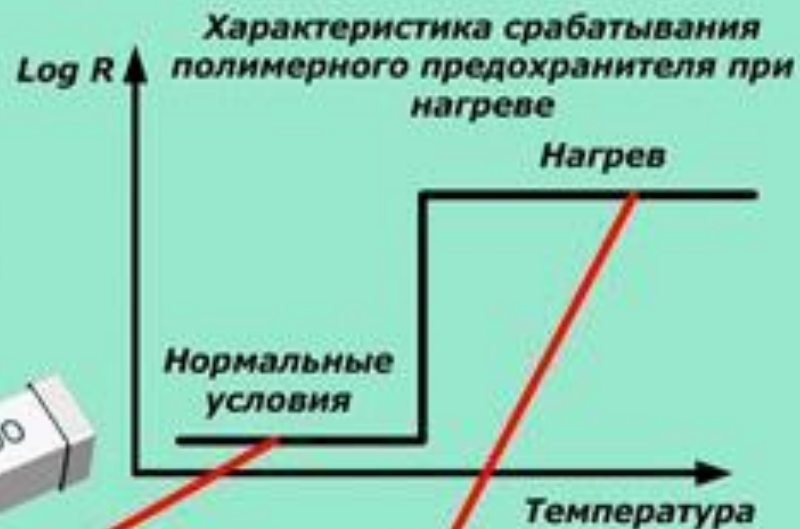 Характеристика срабатывания
Log R
полимерного предохранителя при
нагреве
Нагрев
Нормальные
условия
Температура